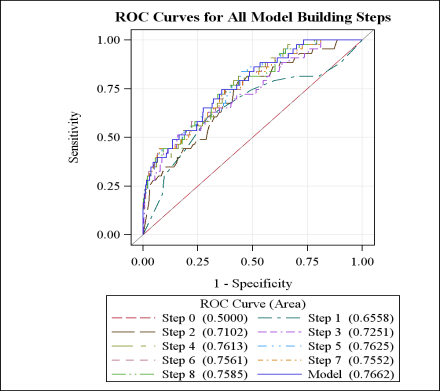 ROC Curves for All Model Building Steps
1.00
0.75
0.50
0.25
0.00
Sensitivity
0.00 0.25 0.50 0.75 1.00
1 - Specificity
ROC Curve (Area)
Step 0 (0.5000) Step 1 (0.6558)
Step 2 (0.7102) Step 3 (0.7251)
Step 4 (0.7613) Step 5 (0.7625)
Step 6 (0.7561) Step 7 (0.7552)
Step 8 (0.7585) Model (0.7662)